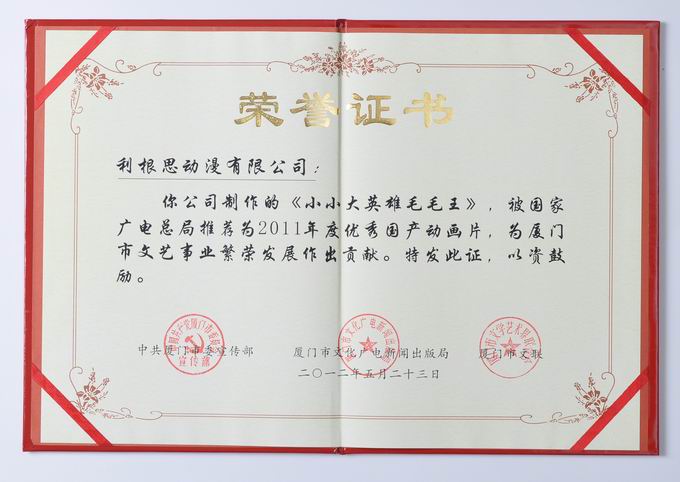 荣誉证书
利根思动漫有限公司：
你公司制作的《小小大英雄毛毛王》，被国家
广电总局推荐为2011年度优秀国产动画片，为厦门
市文艺事业繁荣发展作出贡献。特发此证，以资鼓
励。
中共厦门市委宣传部 厦门市文化广电新闻出版局 厦门市文联
二〇一二年五月二十三日
宣传部